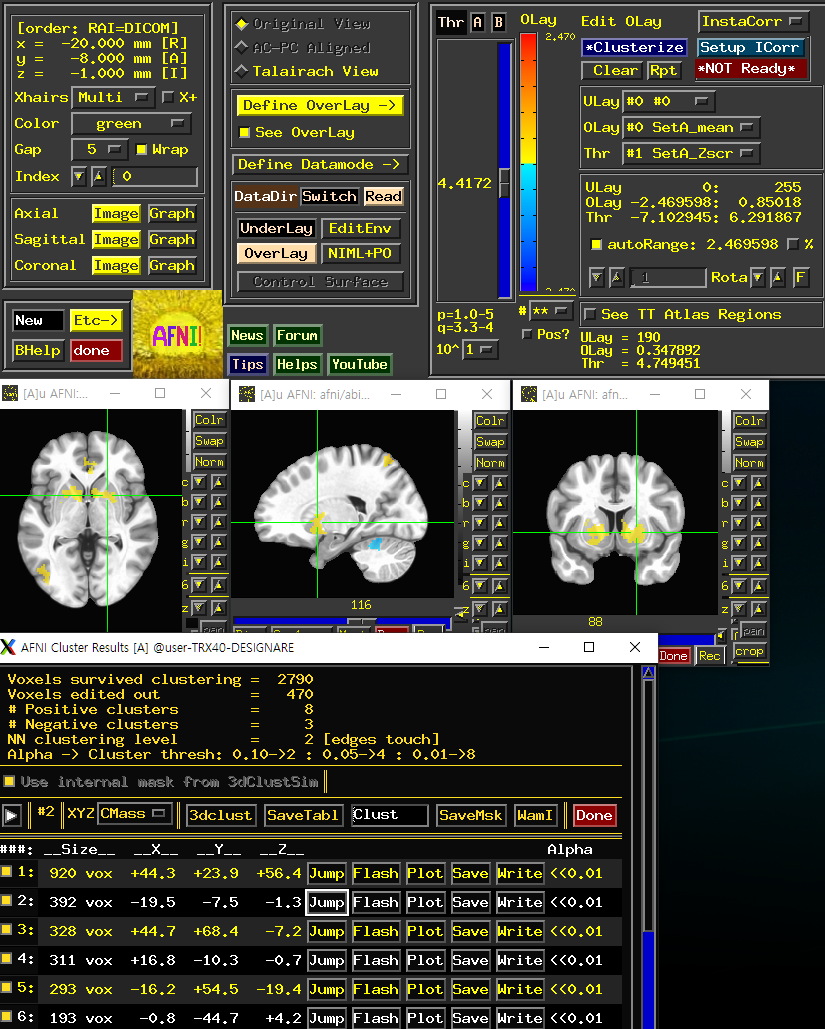 [order: RAI=DICOM]
x = -20.000 mm [R]
y = -8.000 mm [A]
z = -1.000 mm [I]
Xhairs Multi X+
Color green
Gap 5 Wrap
Index 0
Axial Image Graph
Sagittal Image Graph
Coronal Image Graph
New Etc->
BHelp done
AFNI!
Original View
AC-PC Aligned
Talairach View
Define OverLay ->
See OverLay
Define Datamode ->
DataDir Switch Read
UnderLay EditEnv
OverLay NIML+PO
Control Surface
News Forum
Tips Helps YouTube
Thr A B
4.4172
p=1.0-5
q=3.3-4
10^ 1
OLay
2.470
-2.470
# **
Pos?
Edit OLay InstaCorr
*Clusterize Setup ICorr
Clear Rpt *NOT Ready*
ULay #0 #0
OLay #0 SetA_mean
Thr #1 SetA_Zscr
ULay 0: 255
OLay -2.469598: 0.85018
Thr -7.102945: 6.291867
autoRange: 2.469598 %
1 Rota F
See TT Atlas Regions
ULay = 190
OLay = 0.347892
Thr = 4.749451
[A]u AFNI:...
Colr
Swap
Norm
c
b
r
g
i
6
z
pan
[A]u AFNI: afni/abi...
Colr
Swap
Norm
c
b
r
g
i
6
z
pan
116
[A]u AFNI: afn...
Colr
Swap
Norm
c
b
r
g
i
6
z
pan
crop
88
Done Rec
AFNI Cluster Results [A] @user-TRX40-DESIGNARE
Voxels survived clustering = 2790
Voxels edited out = 470
# Positive clusters = 8
# Negative clusters = 3
NN clustering level = 2 [edges touch]
Alpha -> Cluster thresh: 0.10->2 : 0.05->4 : 0.01->8
Use internal mask from 3dClustSim
#2 XYZ CMass 3dclust SaveTabl Clust SaveMsk WamI Done
###: __Size__ __X__ __Y__ __Z__ Alpha
1: 920 vox +44.3 +23.9 +56.4 Jump Flash Plot Save Write <<0.01
2: 392 vox -19.5 -7.5 -1.3 Jump Flash Plot Save Write <<0.01
3: 328 vox +44.7 +68.4 -7.2 Jump Flash Plot Save Write <<0.01
4: 311 vox +16.8 -10.3 -0.7 Jump Flash Plot Save Write <<0.01
5: 293 vox -16.2 +54.5 -19.4 Jump Flash Plot Save Write <<0.01
6: 193 vox -0.8 -44.7 +4.2 Jump Flash Plot Save Write <<0.01